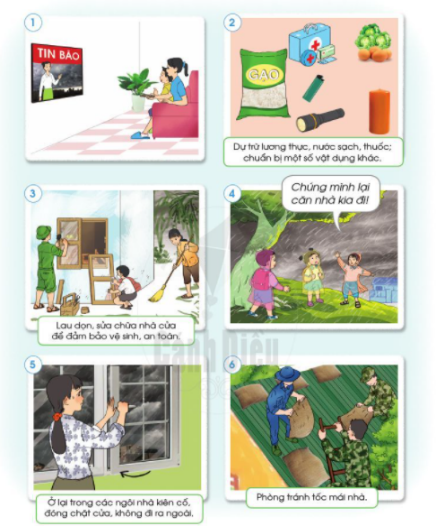 1
TIN BÃO
2
GẠO
Dự trữ lương thực, nước sạch, thuốc;
chuẩn bị một số vật dụng khác.
3
Lau dọn, sửa chữa nhà cửa
để đảm bảo vệ sinh, an toàn.
4
Chúng mình lại
căn nhà kia đi!
Cánh Diều
5
Ở lại trong các ngôi nhà kiên cố,
đóng chặt cửa, không đi ra ngoài.
6
Phòng tránh tốc mái nhà.